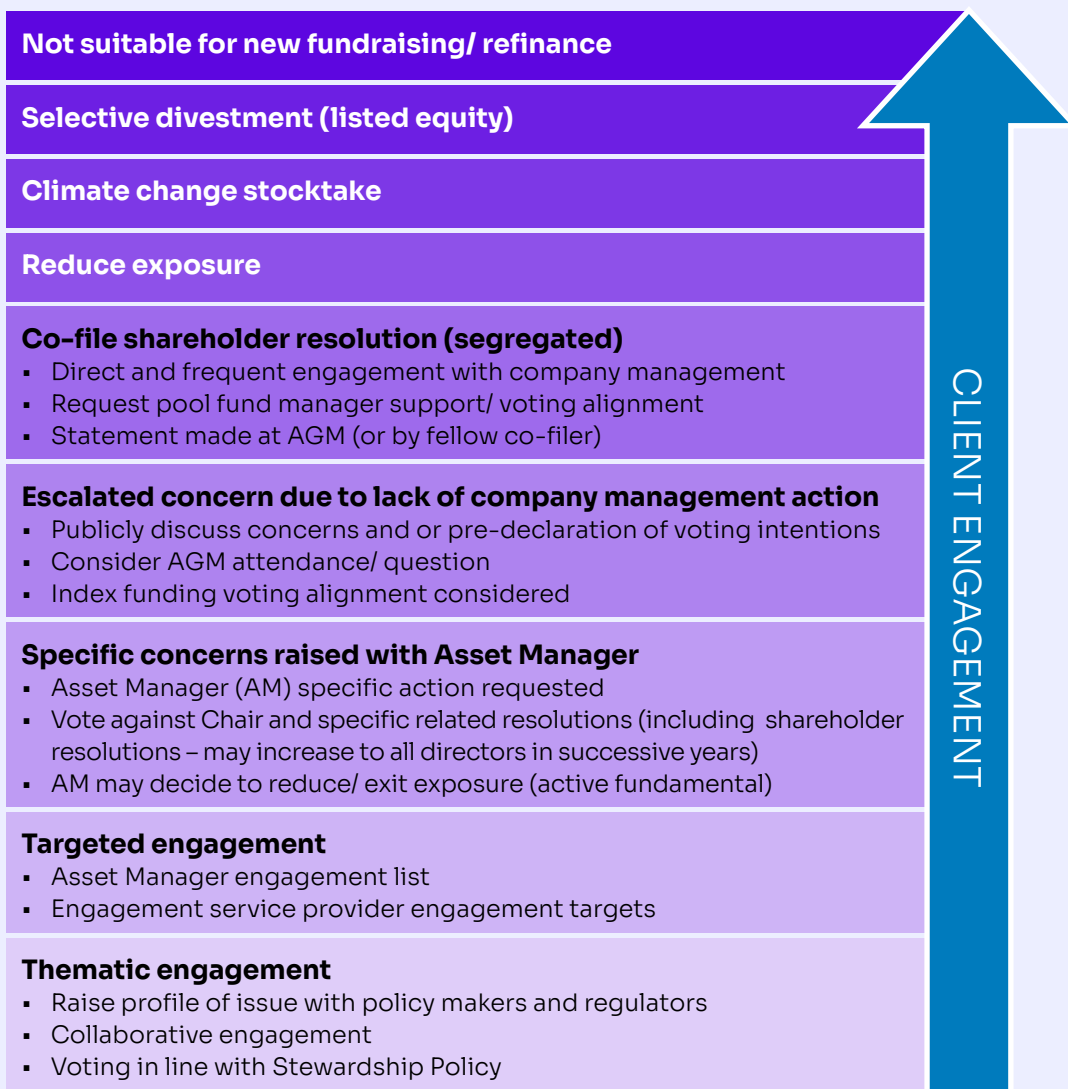 Not suitable for new fundraising/ refinance
Selective divestment (listed equity)
Climate change stocktake
Reduce exposure
Co-file shareholder resolution (segregated)
▪ Direct and frequent engagement with company management
▪ Request pool fund manager support/ voting alignment
▪ Statement made at AGM (or by fellow co-filer)
Escalated concern due to lack of company management action
▪ Publicly discuss concerns and or pre-declaration of voting intentions
▪ Consider AGM attendance/ question
▪ Index funding voting alignment considered
Specific concerns raised with Asset Manager
▪ Asset Manager (AM) specific action requested
▪ Vote against Chair and specific related resolutions (including shareholder
resolutions – may increase to all directors in successive years)
▪ AM may decide to reduce/ exit exposure (active fundamental)
Targeted engagement
▪ Asset Manager engagement list
▪ Engagement service provider engagement targets
Thematic engagement
▪ Raise profile of issue with policy makers and regulators
▪ Collaborative engagement
▪ Voting in line with Stewardship Policy
CLIENT ENGAGEMENT